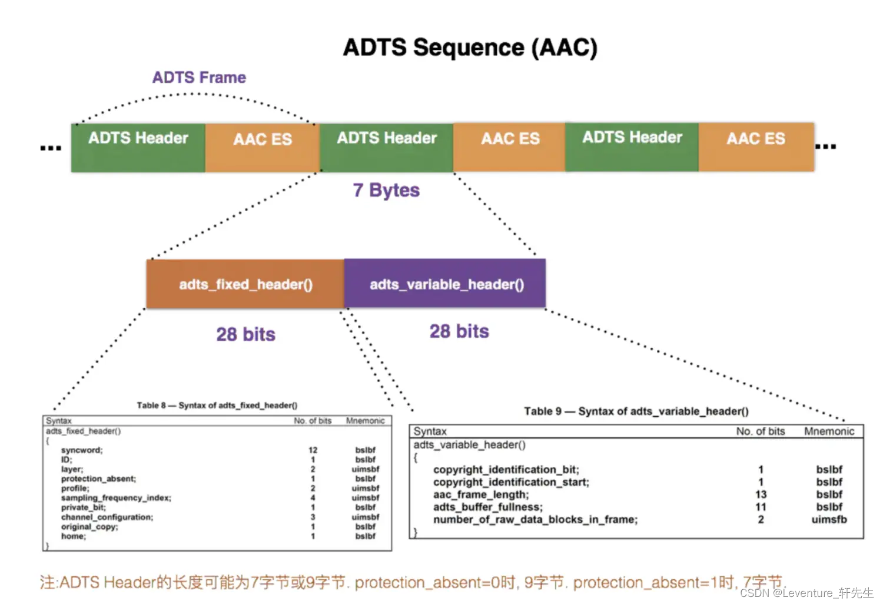 ADTS Sequence (AAC)
ADTS Frame
... ADTS Header AAC ES ADTS Header AAC ES ADTS Header AAC ES ...
7 Bytes
adts_fixed_header() adts_variable_header()
28 bits 28 bits
Table 8 — Syntax of adts_fixed_header()
Syntax No. of bits Mnemonic
adts_fixed_header()
{
syncword; 12 bslbf
ID; 1 bslbf
layer; 2 uimsbf
protection_absent; 1 bslbf
profile; 2 uimsbf
sampling_frequency_index; 4 uimsbf
private_bit; 1 bslbf
channel_configuration; 3 uimsbf
original_copy; 1 bslbf
home; 1 bslbf
}
Table 9 — Syntax of adts_variable_header()
Syntax No. of bits Mnemonic
adts_variable_header()
{
copyright_identification_bit; 1 bslbf
copyright_identification_start; 1 bslbf
aac_frame_length; 13 bslbf
adts_buffer_fullness; 11 bslbf
number_of_raw_data_blocks_in_frame; 2 uimsfb
}
注:ADTS Header的长度可能为7字节或9字节. protection_absent=0时, 9字节. protection_absent=1时, 7字节.
CSDN @Leventure_轩先生